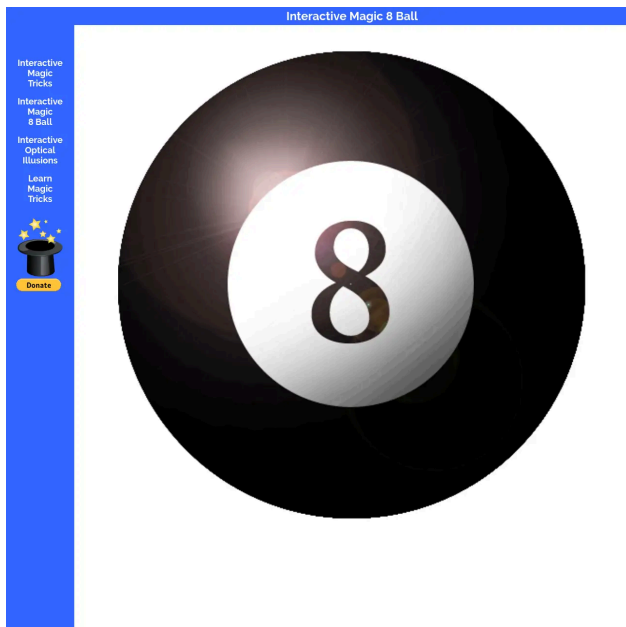 Interactive Magic 8 Ball
Interactive
Magic
Tricks
Interactive
Magic
8 Ball
Interactive
Optical
Illusions
Learn
Magic
Tricks
Donate
8